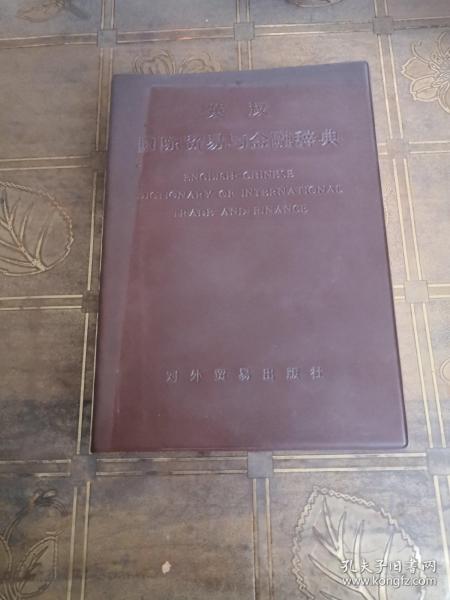 英汉
国际贸易与金融辞典
ENGLISH-CHINESE
DICTIONARY OF INTERNATIONAL
TRADE AND FINANCE
对外贸易出版社
孔夫子旧书网
www.kongfz.com